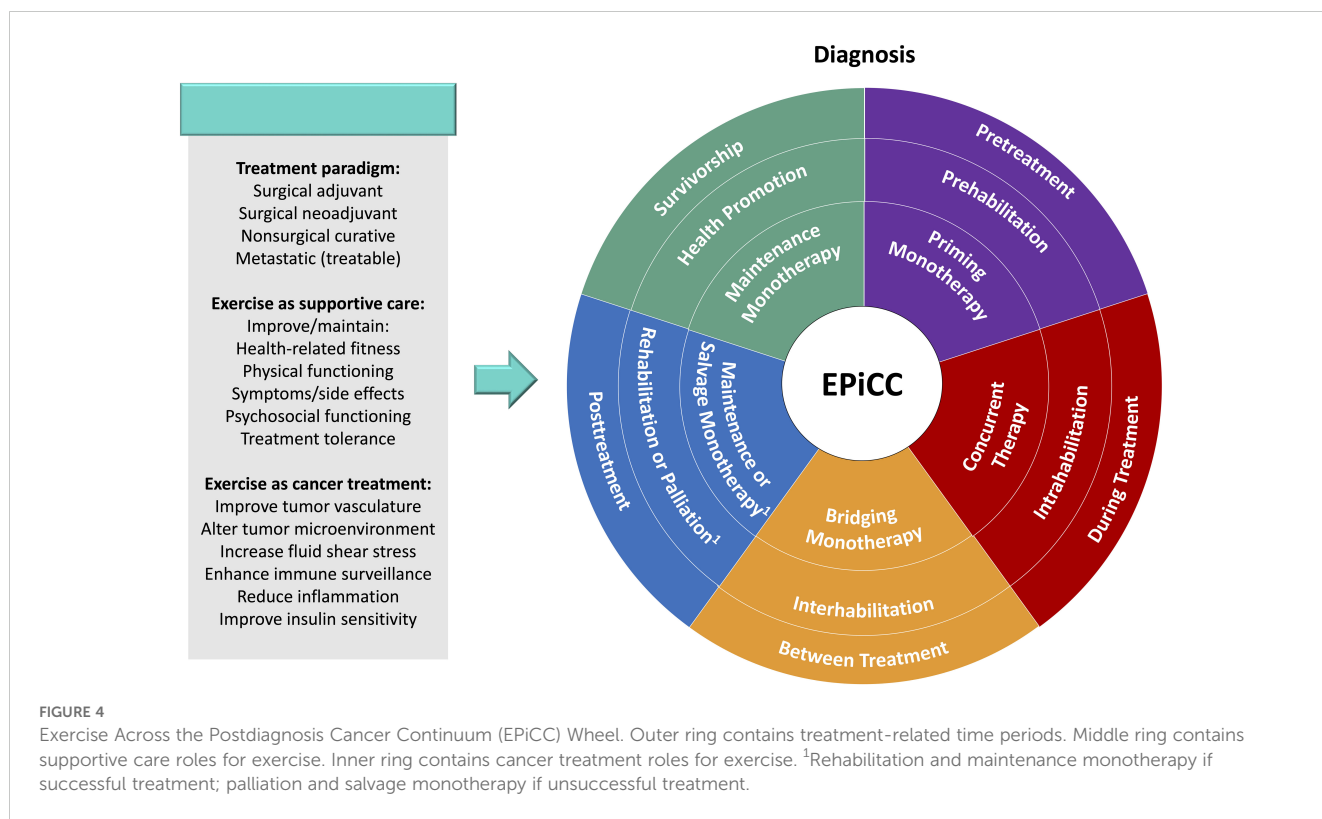 Diagnosis
Treatment paradigm:
Surgical adjuvant
Surgical neoadjuvant
Nonsurgical curative
Metastatic (treatable)
Exercise as supportive care:
Improve/maintain:
Health-related fitness
Physical functioning
Symptoms/side effects
Psychosocial functioning
Treatment tolerance
Exercise as cancer treatment:
Improve tumor vasculature
Alter tumor microenvironment
Increase fluid shear stress
Enhance immune surveillance
Reduce inflammation
Improve insulin sensitivity
Pretreatment
Prehabilitation
Priming
Monotherapy
During Treatment
Intrahabilitation
Concurrent
Therapy
Between Treatment
Interhabilitation
Bridging
Monotherapy
Posttreatment
Rehabilitation or Palliation¹
Maintenance or
Salvage Monotherapy¹
Survivorship
Health Promotion
Maintenance
Monotherapy
EPiCC
FIGURE 4
Exercise Across the Postdiagnosis Cancer Continuum (EPiCC) Wheel. Outer ring contains treatment-related time periods. Middle ring contains
supportive care roles for exercise. Inner ring contains cancer treatment roles for exercise. ¹Rehabilitation and maintenance monotherapy if
successful treatment; palliation and salvage monotherapy if unsuccessful treatment.